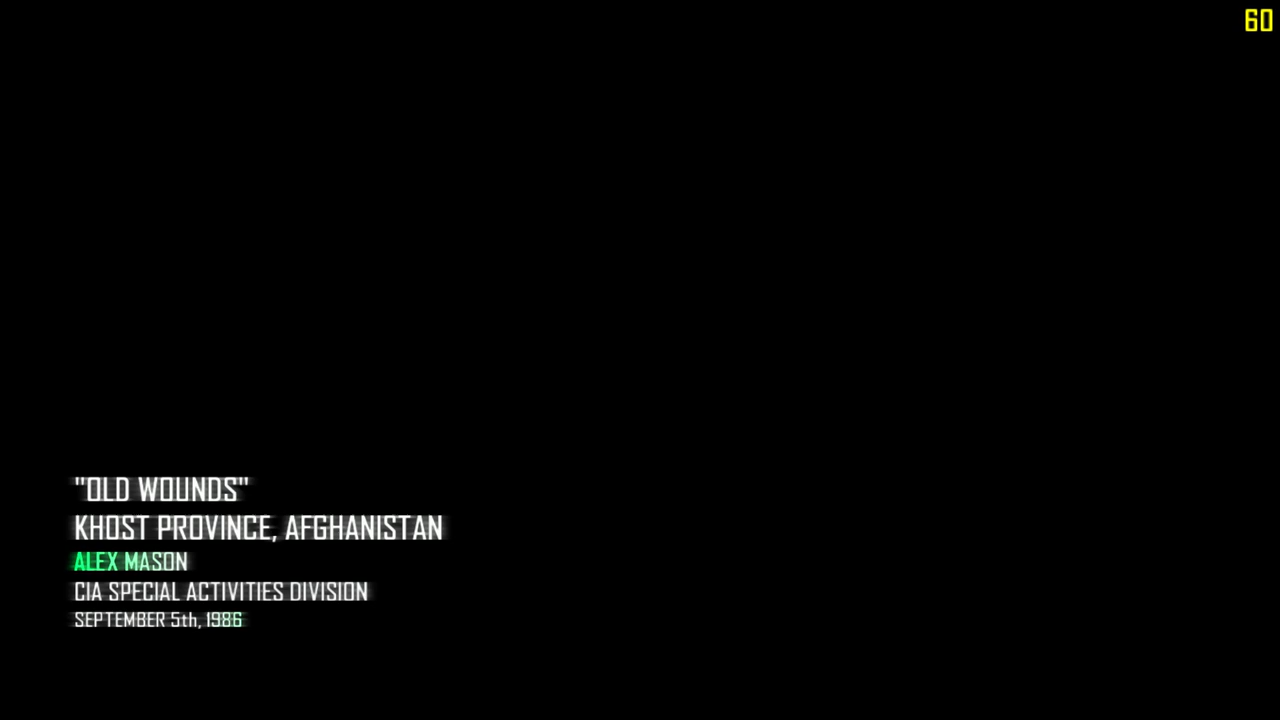 60
"OLD WOUNDS"
KHOST PROVINCE, AFGHANISTAN
ALEX MASON
CIA SPECIAL ACTIVITIES DIVISION
SEPTEMBER 5th, 1986